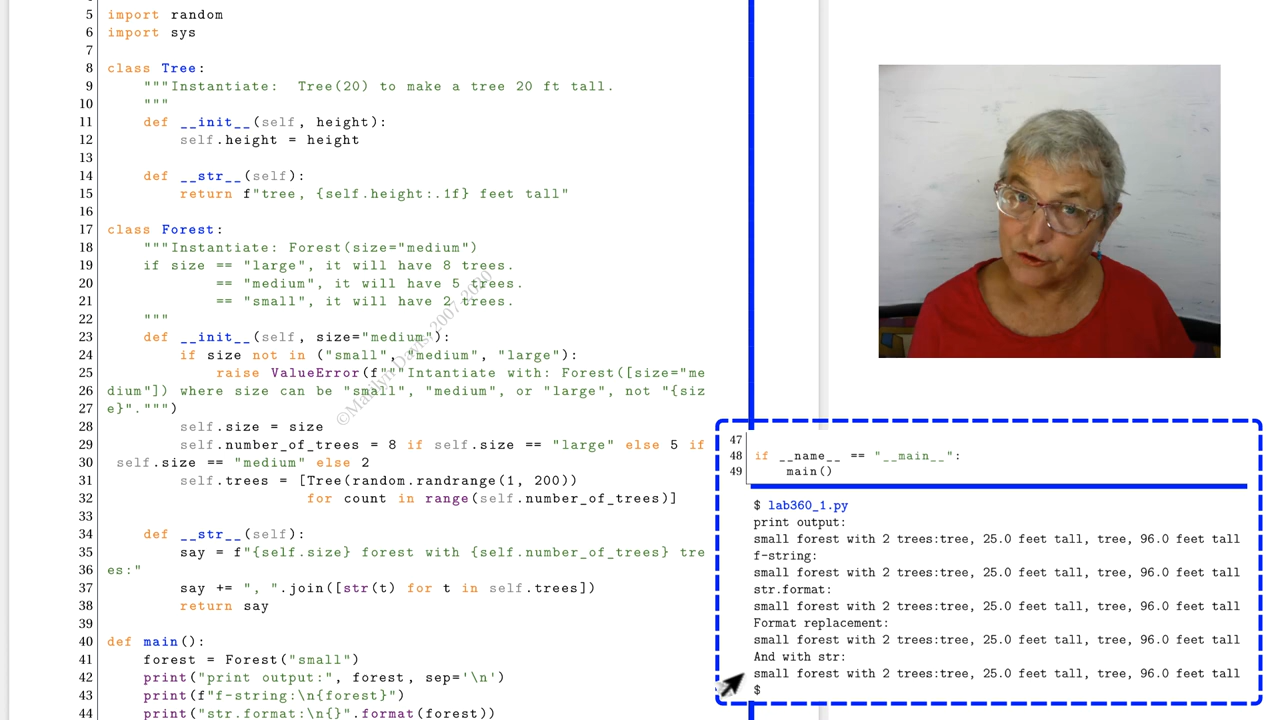 5 import random
6 import sys
7
8 class Tree:
9     """Instantiate:  Tree(20) to make a tree 20 ft tall.
10     """
11     def __init__(self, height):
12         self.height = height
13
14     def __str__(self):
15         return f"tree, {self.height:.1f} feet tall"
16
17 class Forest:
18     """Instantiate: Forest(size="medium")
19     if size == "large", it will have 8 trees.
20             == "medium", it will have 5 trees.
21             == "small", it will have 2 trees.
22     """
23     def __init__(self, size="medium"):
24         if size not in ("small", "medium", "large"):
25             raise ValueError(f"""Intantiate with: Forest([size="me
26 dium"]) where size can be "small", "medium", or "large", not "{siz
27 e}".""")
28         self.size = size
29         self.number_of_trees = 8 if self.size == "large" else 5 if
30  self.size == "medium" else 2
31         self.trees = [Tree(random.randrange(1, 200))
32                       for count in range(self.number_of_trees)]
33
34     def __str__(self):
35         say = f"{self.size} forest with {self.number_of_trees} tre
36 es:"
37         say += ", ".join([str(t) for t in self.trees])
38         return say
39
40 def main():
41     forest = Forest("small")
42     print("print output:", forest, sep='\n')
43     print(f"f-string:\n{forest}")
44     print("str.format:\n{}".format(forest))
©Marilyn Davis, 2007-2020
47
48 if __name__ == "__main__":
49     main()
$ lab360_1.py
print output:
small forest with 2 trees:tree, 25.0 feet tall, tree, 96.0 feet tall
f-string:
small forest with 2 trees:tree, 25.0 feet tall, tree, 96.0 feet tall
str.format:
small forest with 2 trees:tree, 25.0 feet tall, tree, 96.0 feet tall
Format replacement:
small forest with 2 trees:tree, 25.0 feet tall, tree, 96.0 feet tall
And with str:
small forest with 2 trees:tree, 25.0 feet tall, tree, 96.0 feet tall
$